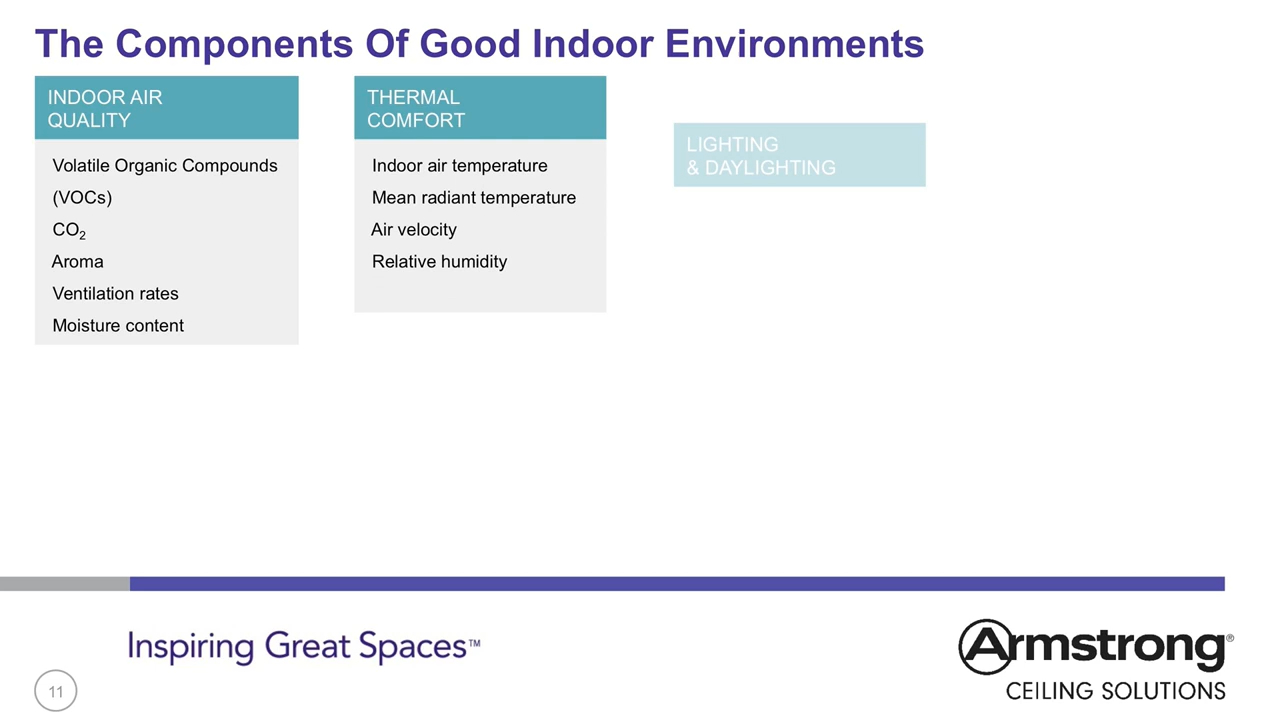 The Components Of Good Indoor Environments
INDOOR AIR
QUALITY
Volatile Organic Compounds
(VOCs)
CO₂
Aroma
Ventilation rates
Moisture content
THERMAL
COMFORT
Indoor air temperature
Mean radiant temperature
Air velocity
Relative humidity
LIGHTING
& DAYLIGHTING
Inspiring Great Spaces™
Armstrong®
CEILING SOLUTIONS
11